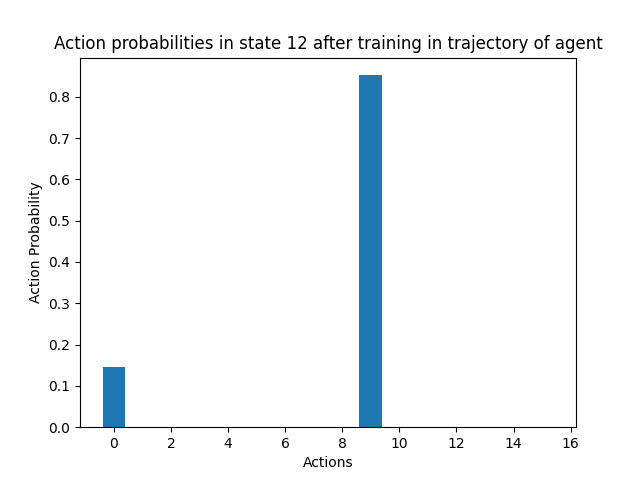 Action probabilities in state 12 after training in trajectory of agent
Action Probability
0.8
0.7
0.6
0.5
0.4
0.3
0.2
0.1
0.0
0 2 4 6 8 10 12 14 16
Actions